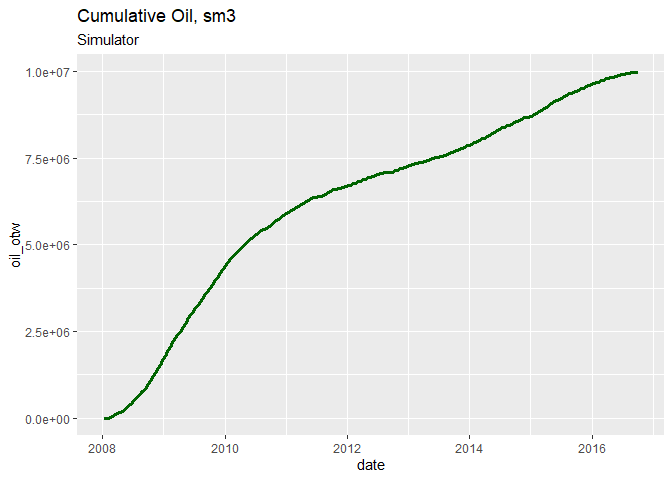 Cumulative Oil, sm3
Simulator
1.0e+07
7.5e+06
5.0e+06
2.5e+06
0.0e+00
oil_otw
2008 2010 2012 2014 2016
date